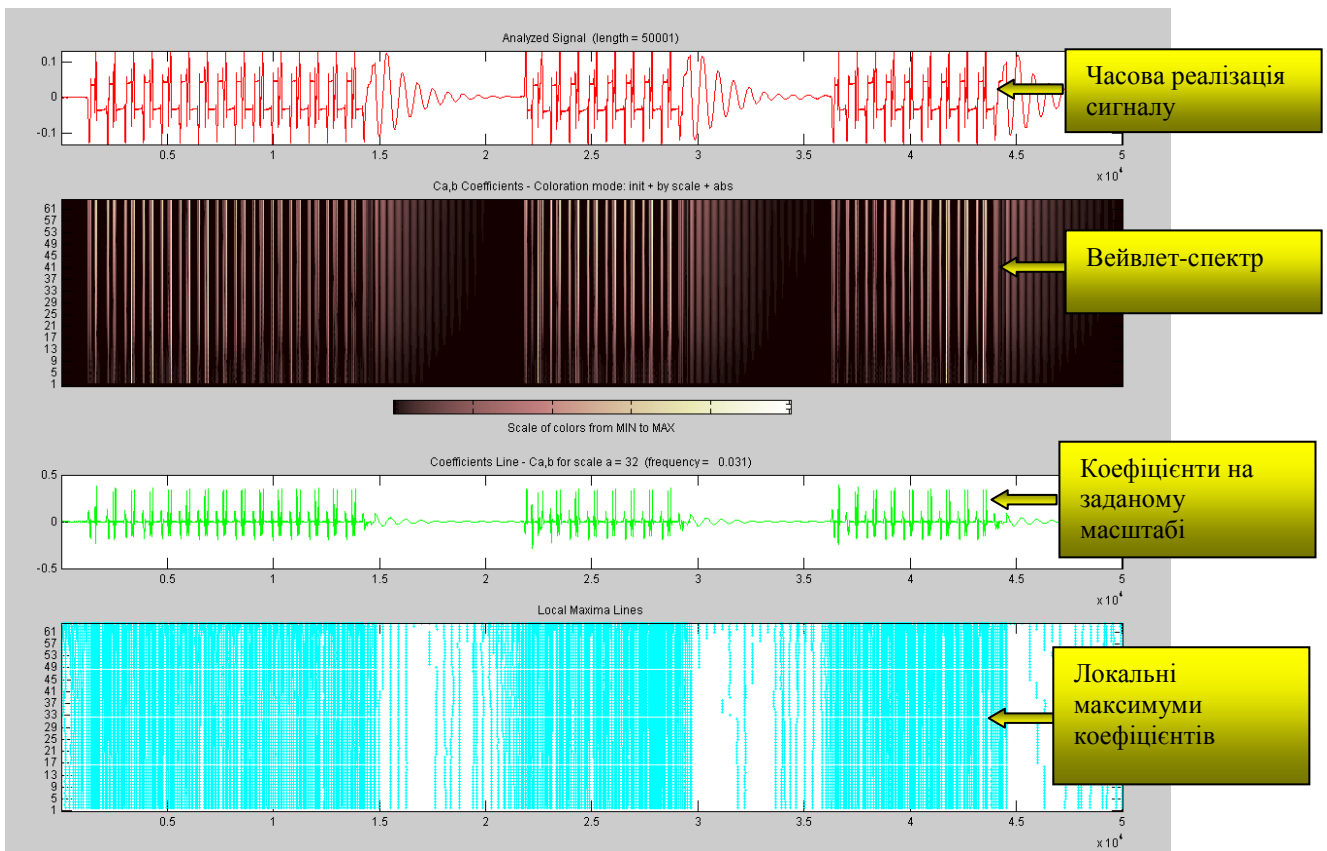 Analyzed Signal (length = 50001)
0.1
0
-0.1
0.5 1 1.5 2 2.5 3 3.5 4 4.5 5
x 10⁴
Часова реалізація
сигналу
Ca,b Coefficients - Coloration mode: init + by scale + abs
61
57
53
49
45
41
37
33
29
25
21
17
13
9
5
1
Вейвлет-спектр
Scale of colors from MIN to MAX
Coefficients Line - Ca,b for scale a = 32 (frequency = 0.031)
0.5
0
-0.5
0.5 1 1.5 2 2.5 3 3.5 4 4.5 5
x 10⁴
Коефіцієнти на
заданому
масштабі
Local Maxima Lines
61
57
53
49
45
41
37
33
29
25
21
17
13
9
5
1
0.5 1 1.5 2 2.5 3 3.5 4 4.5 5
x 10⁴
Локальні
максимуми
коефіцієнтів